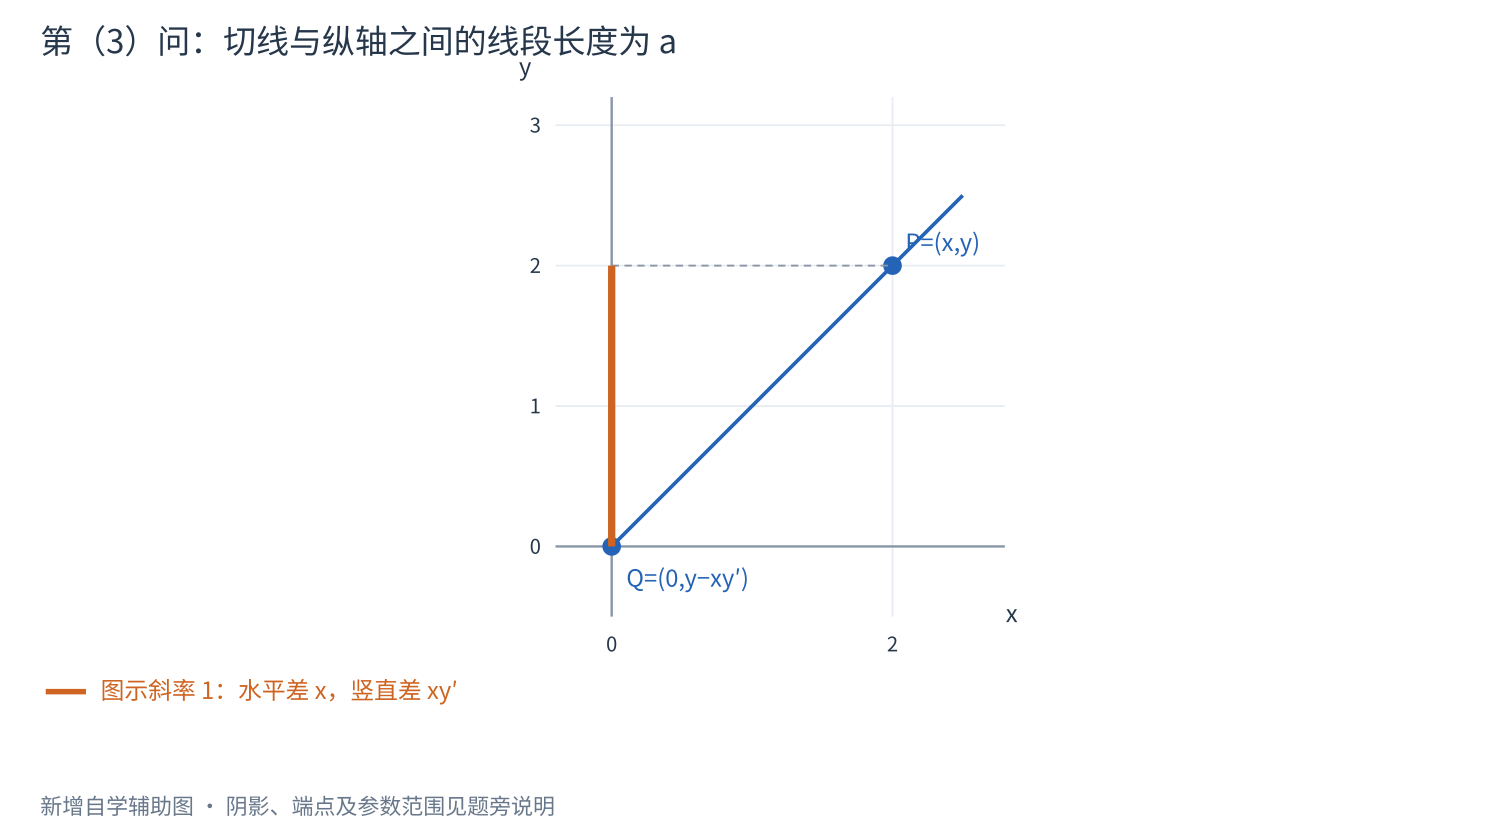 第（3）问：切线与纵轴之间的线段长度为 a
y
3
P=(x,y)
2
1
0
Q=(0,y−xy′)
x
0 2
图示斜率 1：水平差 x，竖直差 xy′
新增自学辅助图 · 阴影、端点及参数范围见题旁说明